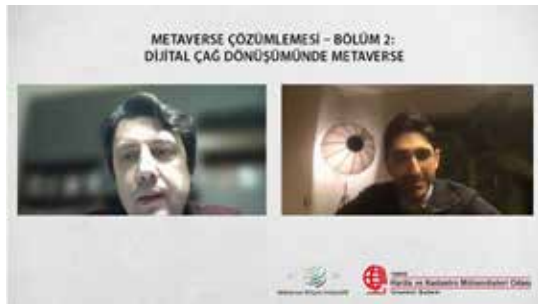 METAVERSE ÇÖZÜMLEMESİ – BÖLÜM 2:
DİJİTAL ÇAĞ DÖNÜŞÜMÜNDE METAVERSE
Harita ve Kadastro Mühendisleri Odası